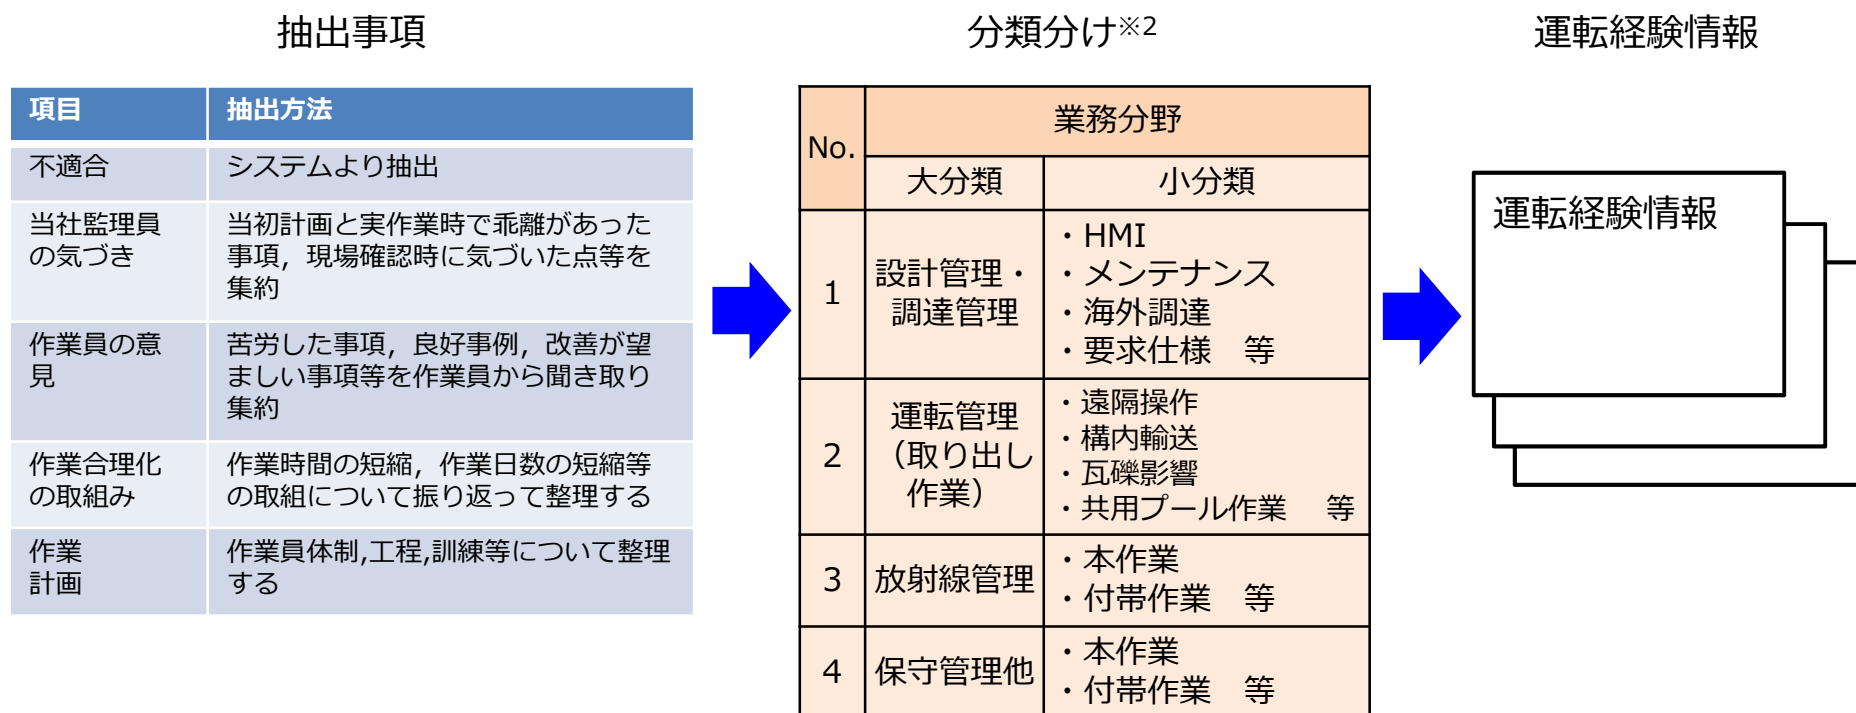 抽出事項
項目 抽出方法
不適合 システムより抽出
当社監理員
の気づき
当初計画と実作業時で乖離があった
事項，現場確認時に気づいた点等を
集約
作業員の意
見
苦労した事項，良好事例，改善が望
ましい事項等を作業員から聞き取り
集約
作業合理化
の取組み
作業時間の短縮，作業日数の短縮等
の取組について振り返って整理する
作業
計画
作業員体制,工程,訓練等について整理
する
分類分け※2
No.
業務分野
大分類 小分類
1
設計管理・
調達管理
・HMI
・メンテナンス
・海外調達
・要求仕様　等
2
運転管理
（取り出し
作業）
・遠隔操作
・構内輸送
・瓦礫影響
・共用プール作業　等
3
放射線管理
・本作業
・付帯作業　等
4
保守管理他
・本作業
・付帯作業　等
運転経験情報
運転経験情報